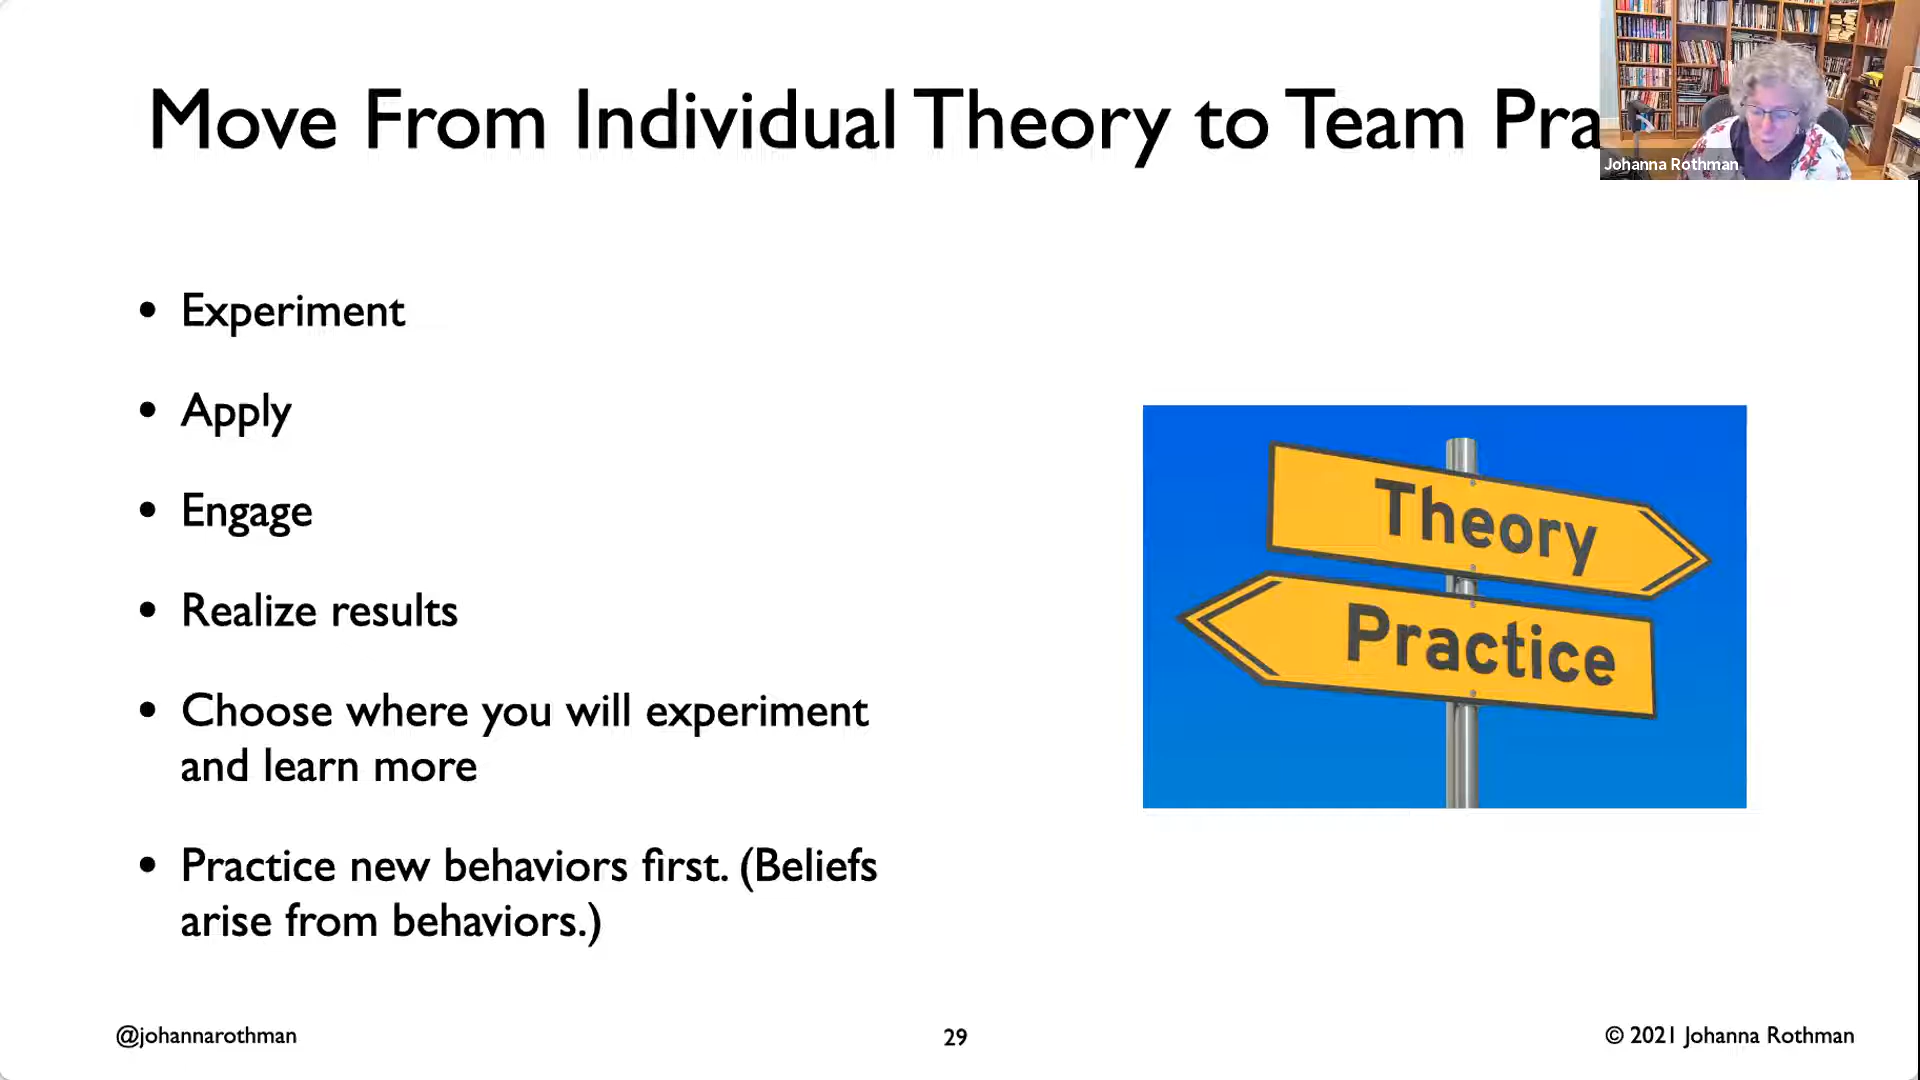 Move From Individual Theory to Team Pra
Johanna Rothman
• Experiment
• Apply
• Engage
• Realize results
• Choose where you will experiment
and learn more
• Practice new behaviors first. (Beliefs
arise from behaviors.)
Theory
Practice
@johannarothman
29
© 2021 Johanna Rothman